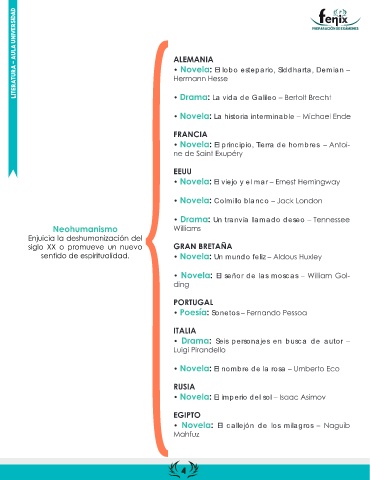 LITERATURA - AULA UNIVERSIDAD
fenix
PREPARACIÓN DE EXÁMENES
Neohumanismo
Enjuicia la deshumanización del
siglo XX o promueve un nuevo
sentido de espiritualidad.
ALEMANIA
• Novela: El lobo estepario, Siddharta, Demian –
Hermann Hesse
• Drama: La vida de Galileo – Bertolt Brecht
• Novela: La historia interminable – Michael Ende
FRANCIA
• Novela: El principio, Tierra de hombres – Antoi-
ne de Saint Exupéry
EEUU
• Novela: El viejo y el mar – Ernest Hemingway
• Novela: Colmillo blanco – Jack London
• Drama: Un tranvía llamado deseo – Tennessee
Williams
GRAN BRETAÑA
• Novela: Un mundo feliz – Aldous Huxley
• Novela: El señor de las moscas – William Gol-
ding
PORTUGAL
• Poesía: Sonetos – Fernando Pessoa
ITALIA
• Drama: Seis personajes en busca de autor –
Luigi Pirandello
• Novela: El nombre de la rosa – Umberto Eco
RUSIA
• Novela: El imperio del sol – Isaac Asimov
EGIPTO
• Novela: El callejón de los milagros – Naguib
Mahfuz
4